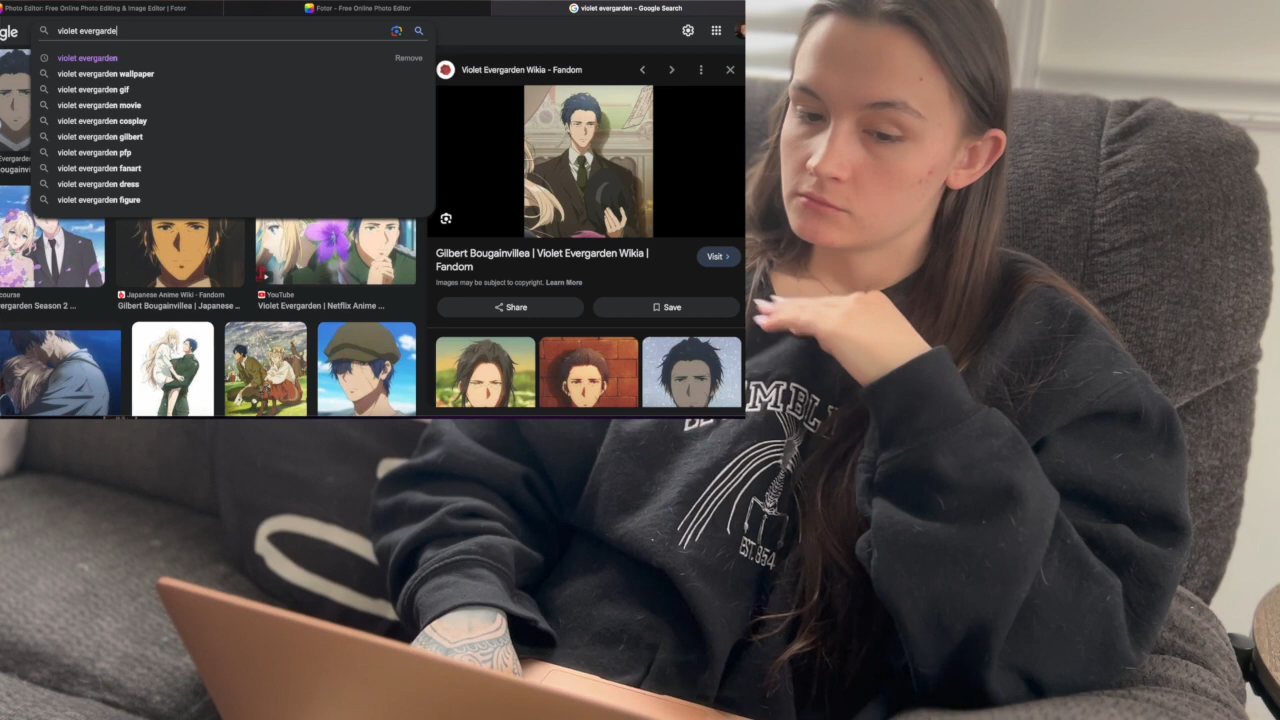 Photo Editor: Free Online Photo Editing & Image Editor | Fotor
Fotor - Free Online Photo Editor
violet evergarden - Google Search
gle
violet evergarde
violet evergarden
Remove
violet evergarden wallpaper
violet evergarden gif
violet evergarden movie
violet evergarden cosplay
violet evergarden gilbert
violet evergarden pfp
violet evergarden fanart
violet evergarden dress
violet evergarden figure
Violet Evergarden Wikia - Fandom
Gilbert Bougainvillea | Violet Evergarden Wikia |
Fandom
Visit
Images may be subject to copyright. Learn More
Share
Save
course
ergarden Season 2 ...
Japanese Anime Wiki - Fandom
Gilbert Bougainvillea | Japanese ...
YouTube
Violet Evergarden | Netflix Anime ...
EST. 854